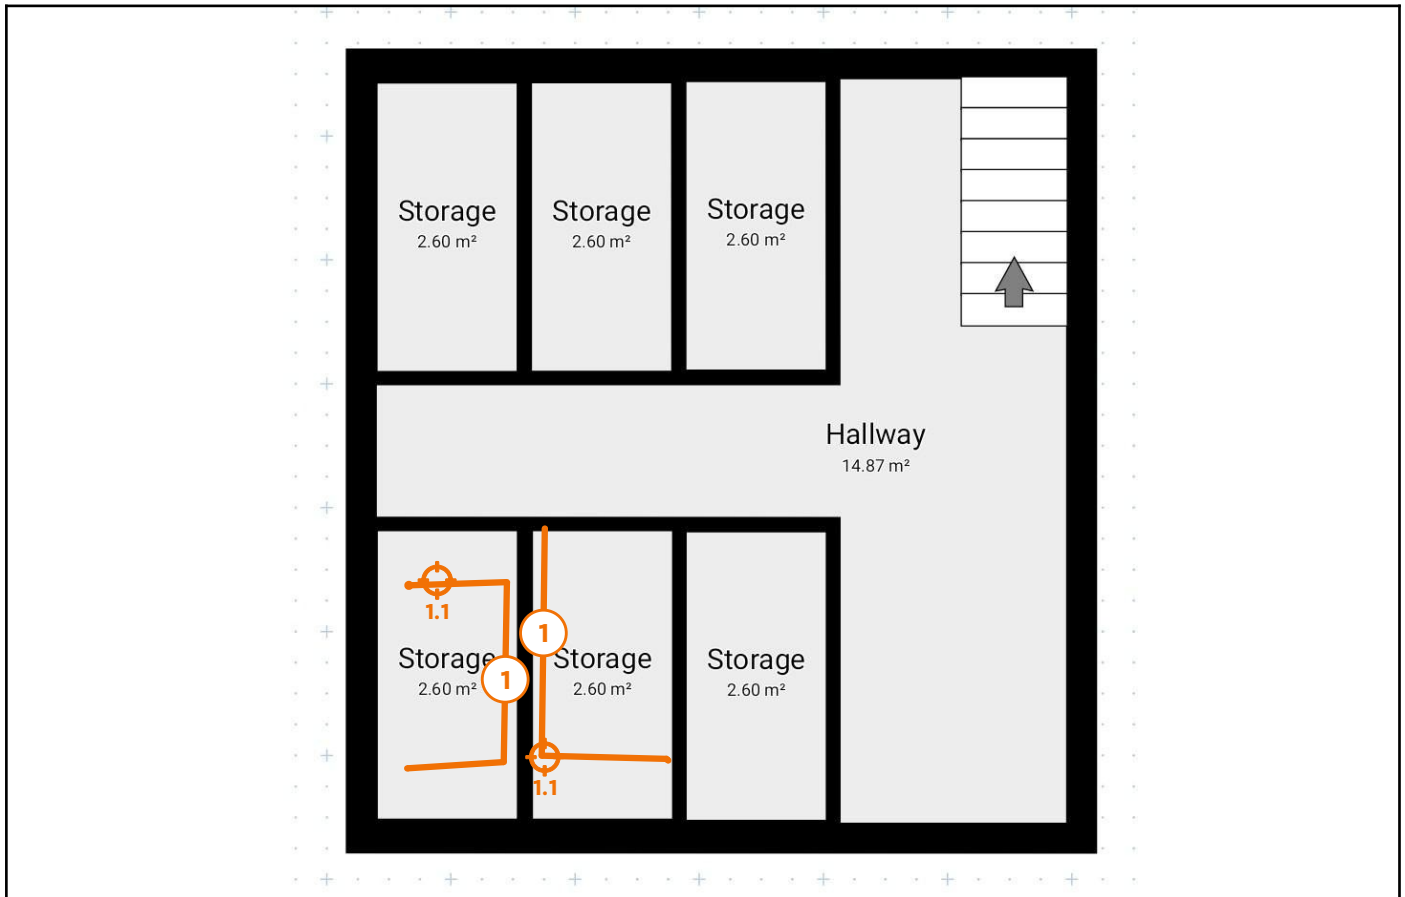 Storage
2.60 m²
Storage
2.60 m²
Storage
2.60 m²
Hallway
14.87 m²
1.1
Storage
2.60 m²
1
1
Storage
2.60 m²
1.1
Storage
2.60 m²